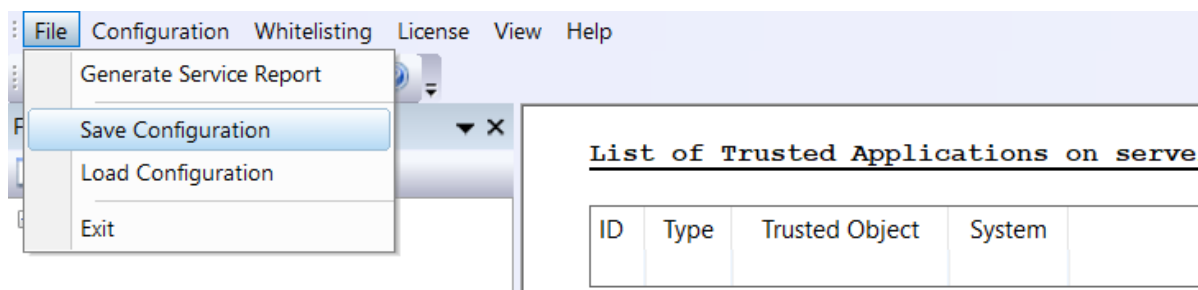 File Configuration Whitelisting License View Help
Generate Service Report
Save Configuration
Load Configuration
Exit
List of Trusted Applications on serve
ID Type Trusted Object System